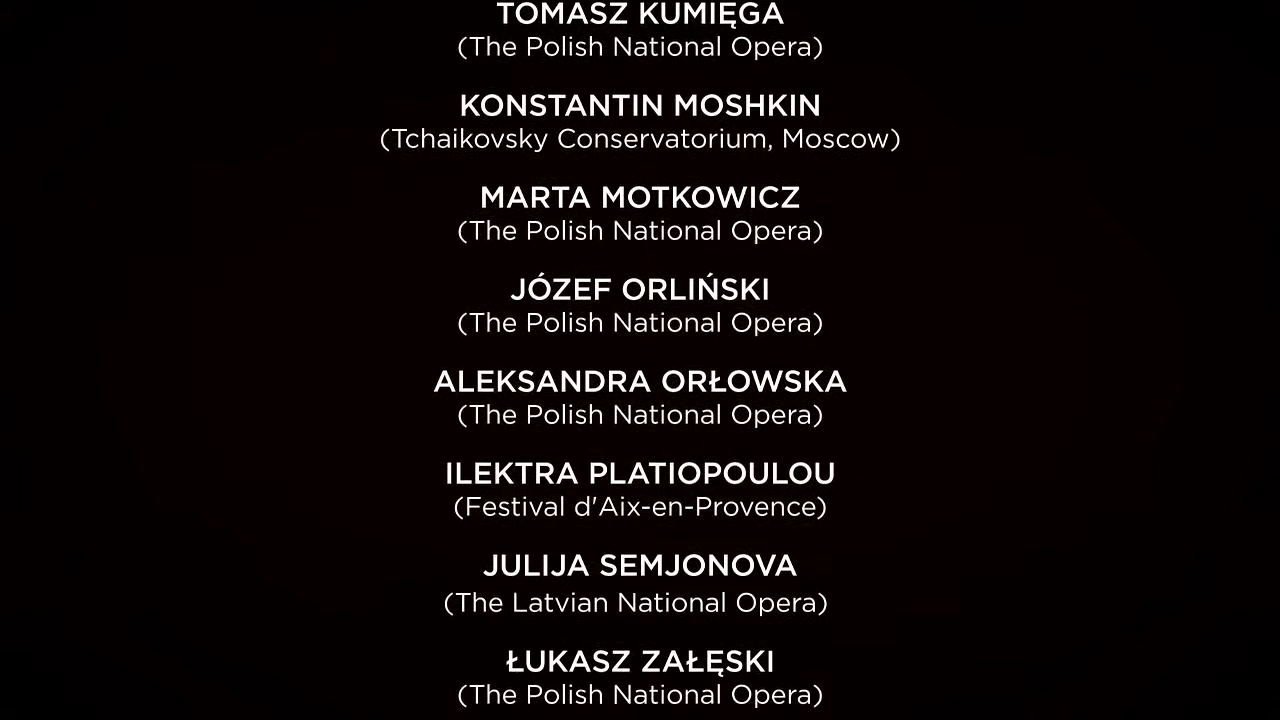 TOMASZ KUMIĘGA
(The Polish National Opera)
KONSTANTIN MOSHKIN
(Tchaikovsky Conservatorium, Moscow)
MARTA MOTKOWICZ
(The Polish National Opera)
JÓZEF ORLIŃSKI
(The Polish National Opera)
ALEKSANDRA ORŁOWSKA
(The Polish National Opera)
ILEKTRA PLATIOPOULOU
(Festival d'Aix-en-Provence)
JULIJA SEMJONOVA
(The Latvian National Opera)
ŁUKASZ ZAŁĘSKI
(The Polish National Opera)